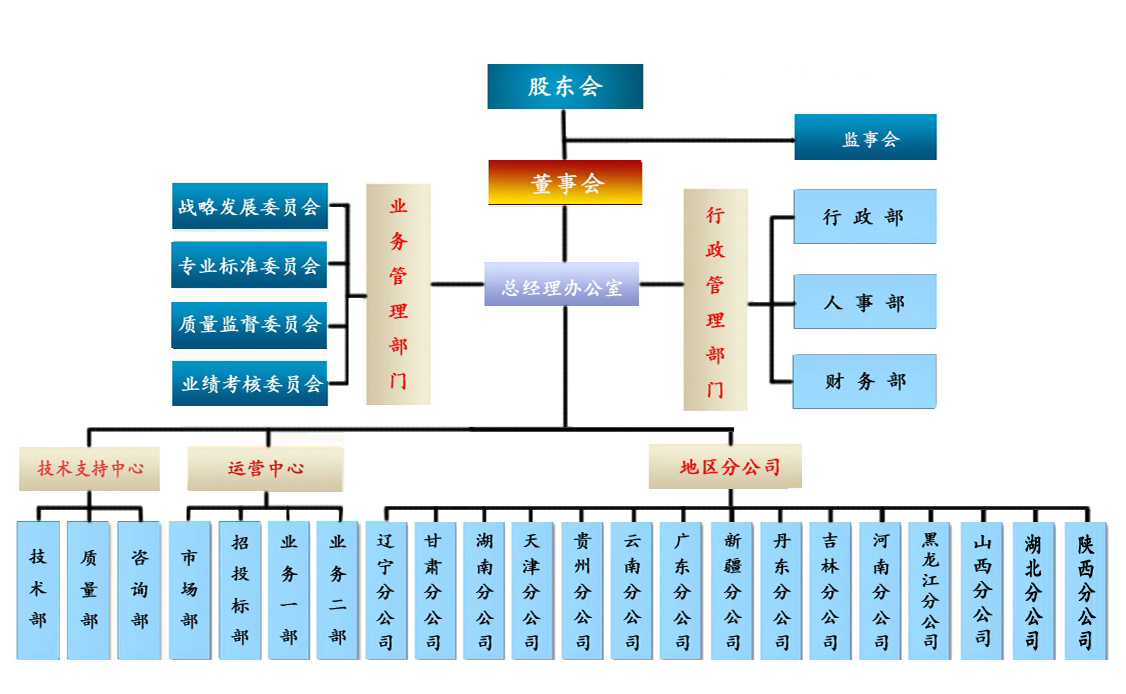 股东会
监事会
董事会
战略发展委员会
专业标准委员会
质量监督委员会
业绩考核委员会
业务管理部门
总经理办公室
行政管理部门
行政部
人事部
财务部
技术支持中心
运营中心
地区分公司
技术部
质量部
咨询部
市场部
招投标部
业务一部
业务二部
辽宁分公司
甘肃分公司
湖南分公司
天津分公司
贵州分公司
云南分公司
广东分公司
新疆分公司
丹东分公司
吉林分公司
河南分公司
黑龙江分公司
山西分公司
湖北分公司
陕西分公司